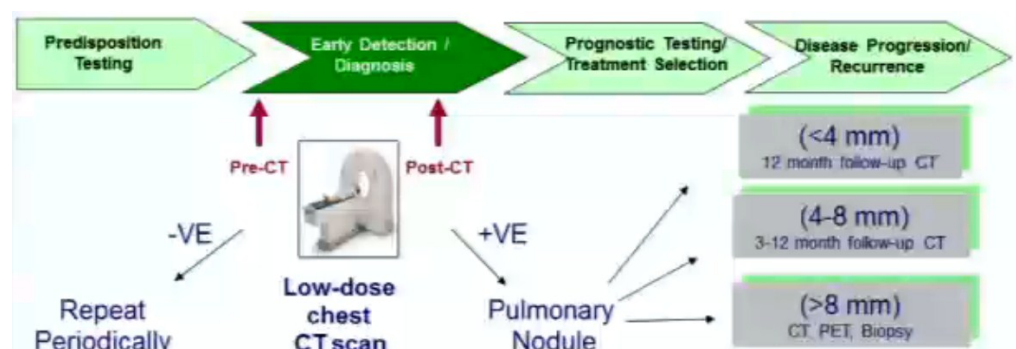 Predisposition
Testing
Early Detection /
Diagnosis
Prognostic Testing/
Treatment Selection
Disease Progression/
Recurrence
Pre-CT
Post-CT
(<4 mm)
12 month follow-up CT
-VE
+VE
(4-8 mm)
3-12 month follow-up CT
Low-dose
chest
CT scan
Repeat
Periodically
Pulmonary
Nodule
(>8 mm)
CT, PET, Biopsy